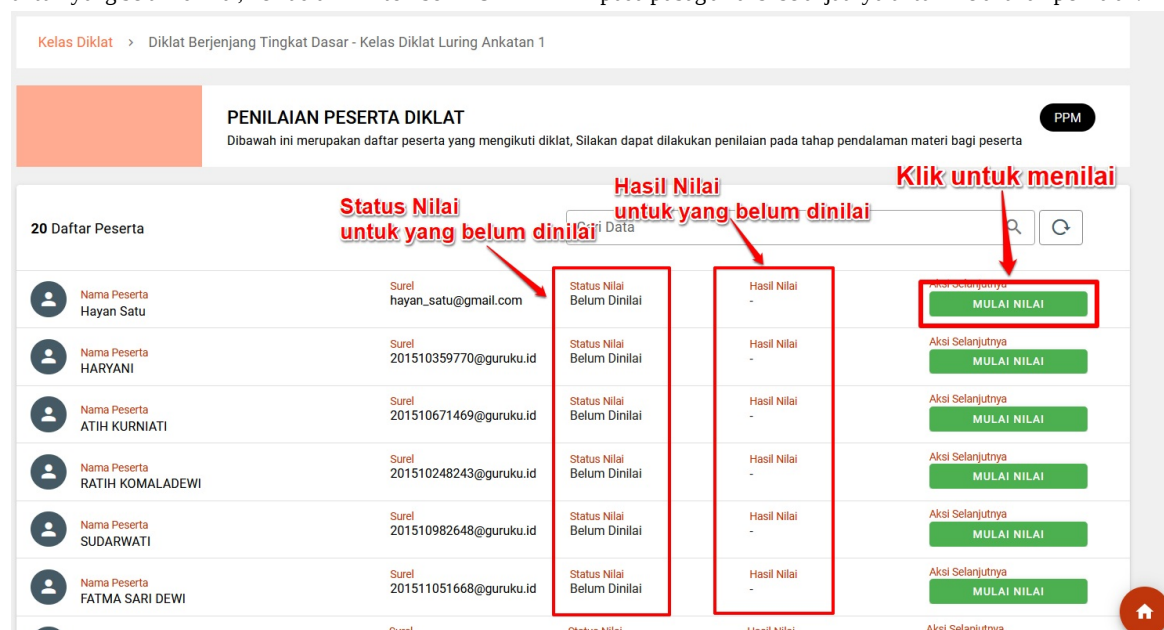 Kelas Diklat > Diklat Berjenjang Tingkat Dasar - Kelas Diklat Luring Ankatan 1
PENILAIAN PESERTA DIKLAT
PPM
Dibawah ini merupakan daftar peserta yang mengikuti diklat, Silakan dapat dilakukan penilaian pada tahap pendalaman materi bagi peserta
Klik untuk menilai
Hasil Nilai
untuk yang belum dinilai
Status Nilai
untuk yang belum dinilai
20 Daftar Peserta
Cari Data
Nama Peserta Surel Status Nilai Hasil Nilai Aksi Selanjutnya
Hayan Satu hayan_satu@gmail.com Belum Dinilai - MULAI NILAI
Nama Peserta Surel Status Nilai Hasil Nilai Aksi Selanjutnya
HARYANI 201510359770@guruku.id Belum Dinilai - MULAI NILAI
Nama Peserta Surel Status Nilai Hasil Nilai Aksi Selanjutnya
ATIH KURNIATI 201510671469@guruku.id Belum Dinilai - MULAI NILAI
Nama Peserta Surel Status Nilai Hasil Nilai Aksi Selanjutnya
RATIH KOMALADEWI 201510248243@guruku.id Belum Dinilai - MULAI NILAI
Nama Peserta Surel Status Nilai Hasil Nilai Aksi Selanjutnya
SUDARWATI 201510982648@guruku.id Belum Dinilai - MULAI NILAI
Nama Peserta Surel Status Nilai Hasil Nilai Aksi Selanjutnya
FATMA SARI DEWI 201511051668@guruku.id Belum Dinilai - MULAI NILAI